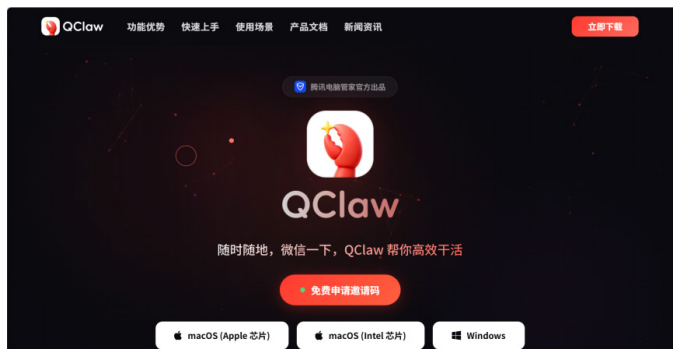 QClaw 功能优势 快速上手 使用场景 产品文档 新闻资讯 立即下载
腾讯电脑管家官方出品
QClaw
随时随地，微信一下，QClaw 帮你高效干活
免费申请邀请码
macOS (Apple 芯片) macOS (Intel 芯片) Windows